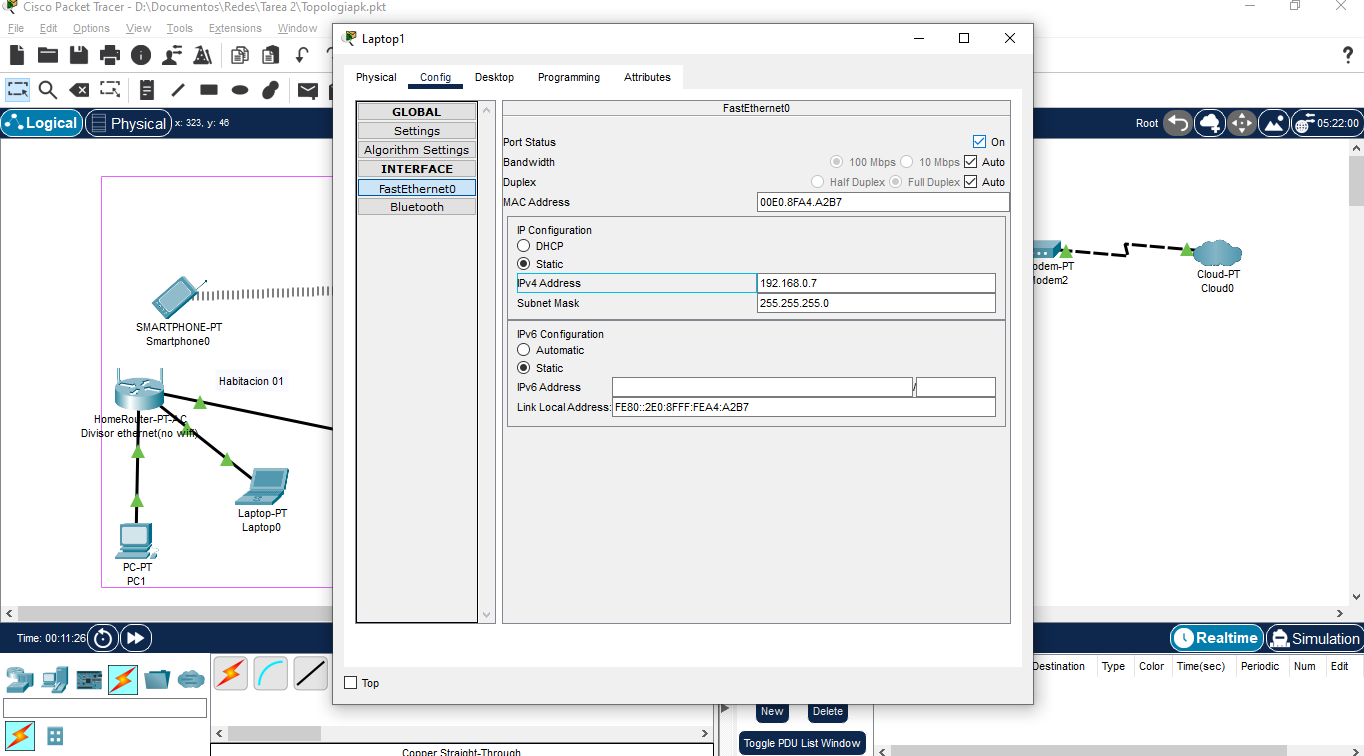 Cisco Packet Tracer - D:\Documentos\Redes\Tarea 2\Topologiapk.pkt
File Edit Options View Tools Extensions Window
Logical Physical x: 323, y: 46
Root 05:22:00
Laptop1
Physical Config Desktop Programming Attributes
GLOBAL
Settings
Algorithm Settings
INTERFACE
FastEthernet0
Bluetooth
FastEthernet0
Port Status On
Bandwidth 100 Mbps 10 Mbps Auto
Duplex Half Duplex Full Duplex Auto
MAC Address 00E0.8FA4.A2B7
IP Configuration
DHCP
Static
IPv4 Address 192.168.0.7
Subnet Mask 255.255.255.0
IPv6 Configuration
Automatic
Static
IPv6 Address /
Link Local Address: FE80::2E0:8FFF:FEA4:A2B7
Top
SMARTPHONE-PT
Smartphone0
Habitacion 01
HomeRouter-PT-AC
Divisor ethernet(no wifi)
Laptop-PT
Laptop0
PC-PT
PC1
odem-PT
lodem2
Cloud-PT
Cloud0
Time: 00:11:26
Realtime Simulation
Destination Type Color Time(sec) Periodic Num Edit
New Delete
Toggle PDU List Window
Copper Straight-Through